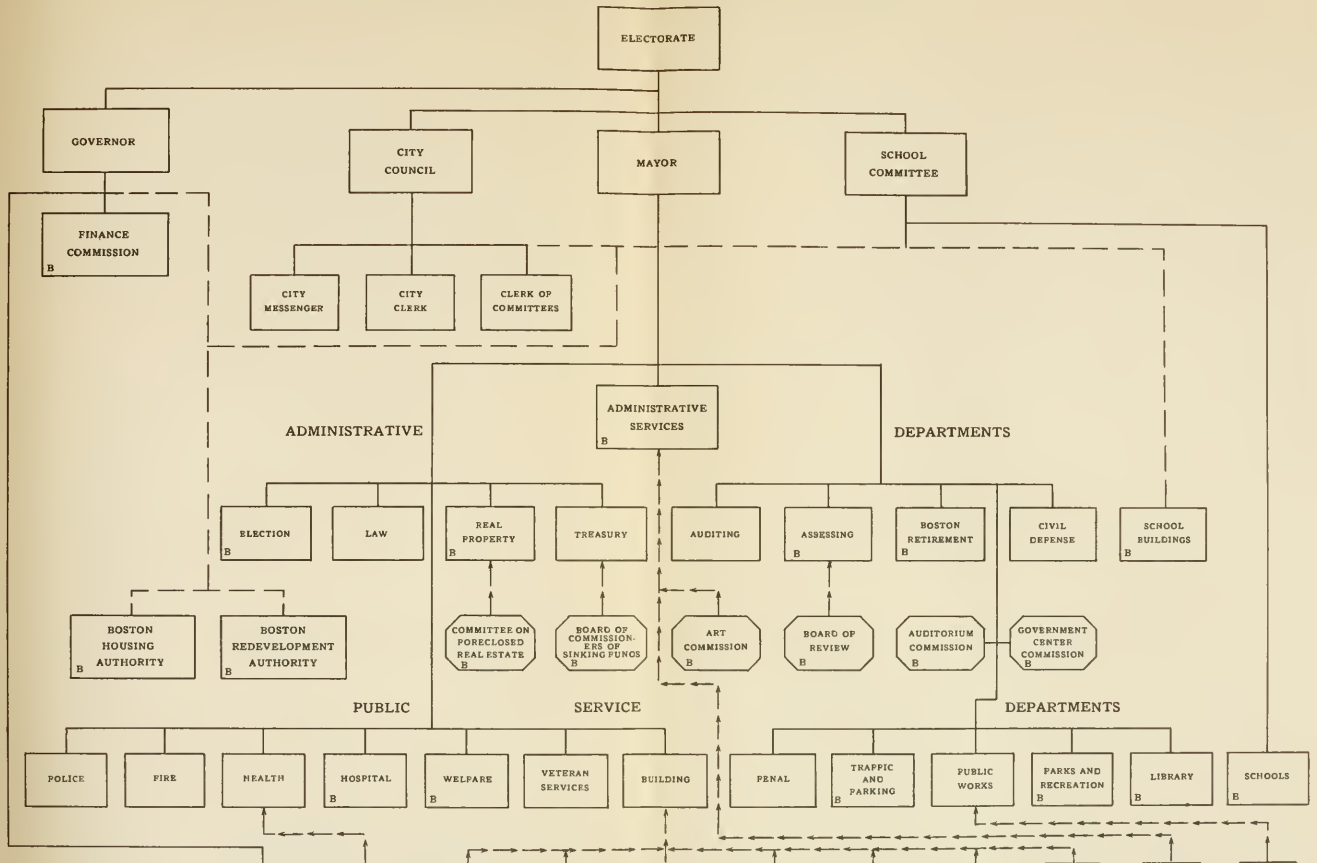 ELECTORATE
GOVERNOR
CITY
COUNCIL
MAYOR
SCHOOL
COMMITTEE
FINANCE
COMMISSION
B
CITY
MESSENGER
CITY
CLERK
CLERK OF
COMMITTEES
ADMINISTRATIVE
SERVICES
B
ADMINISTRATIVE
DEPARTMENTS
ELECTION
B
LAW
REAL
PROPERTY
B
TREASURY
AUDITING
ASSESSING
B
BOSTON
RETIREMENT
B
CIVIL
DEFENSE
SCHOOL
BUILDINGS
B
BOSTON
HOUSING
AUTHORITY
B
BOSTON
REDEVELOPMENT
AUTHORITY
B
COMMITTEE ON
FORECLOSED
REAL ESTATE
B
BOARD OF
COMMISSION-
ERS OF
SINKING FUNDS
B
ART
COMMISSION
B
BOARD OF
REVIEW
B
AUDITORIUM
COMMISSION
B
GOVERNMENT
CENTER
COMMISSION
B
PUBLIC
SERVICE
DEPARTMENTS
POLICE
FIRE
HEALTH
HOSPITAL
B
WELFARE
B
VETERAN
SERVICES
BUILDING
PENAL
TRAFFIC
AND
PARKING
B
PUBLIC
WORKS
PARKS AND
RECREATION
B
LIBRARY
B
SCHOOLS
B